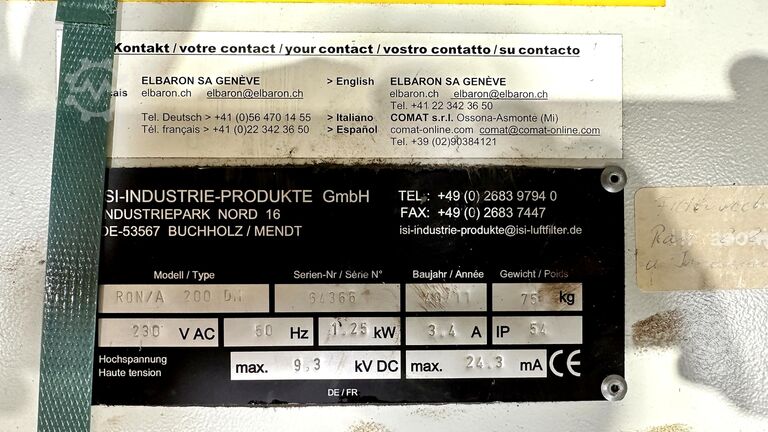 Kontakt / votre contact / your contact / vostro contatto / su contacto
ELBARON SA GENÈVE > English ELBARON SA GENÈVE
çais elbaron.ch elbaron@elbaron.ch elbaron.ch elbaron@elbaron.ch
Tel. +41 22 342 36 50
Tel. Deutsch > +41 (0)56 470 14 55 > Italiano COMAT s.r.l. Ossona-Asmonté (Mi)
Tél. français > +41 (0)22 342 36 50 > Español comat-online.com comat@comat-online.com
Tel. +39 (02)90384121
ISI-INDUSTRIE-PRODUKTE GmbH TEL : +49 (0) 2683 9794 0
INDUSTRIEPARK NORD 16 FAX: +49 (0) 2683 7447
DE-53567 BUCHHOLZ / MENDT isi-industrie-produkte@isi-luftfilter.de
Modell / Type Serien-Nr / Série N° Baujahr / Année Gewicht / Poids
RON/A 200 DH 64366 /11 75 kg
230 V AC 50 Hz 1.25 kW 3.4 A IP 54
Hochspannung max. 9,3 kV DC max. 24.3 mA CE
Haute tension
DE / FR